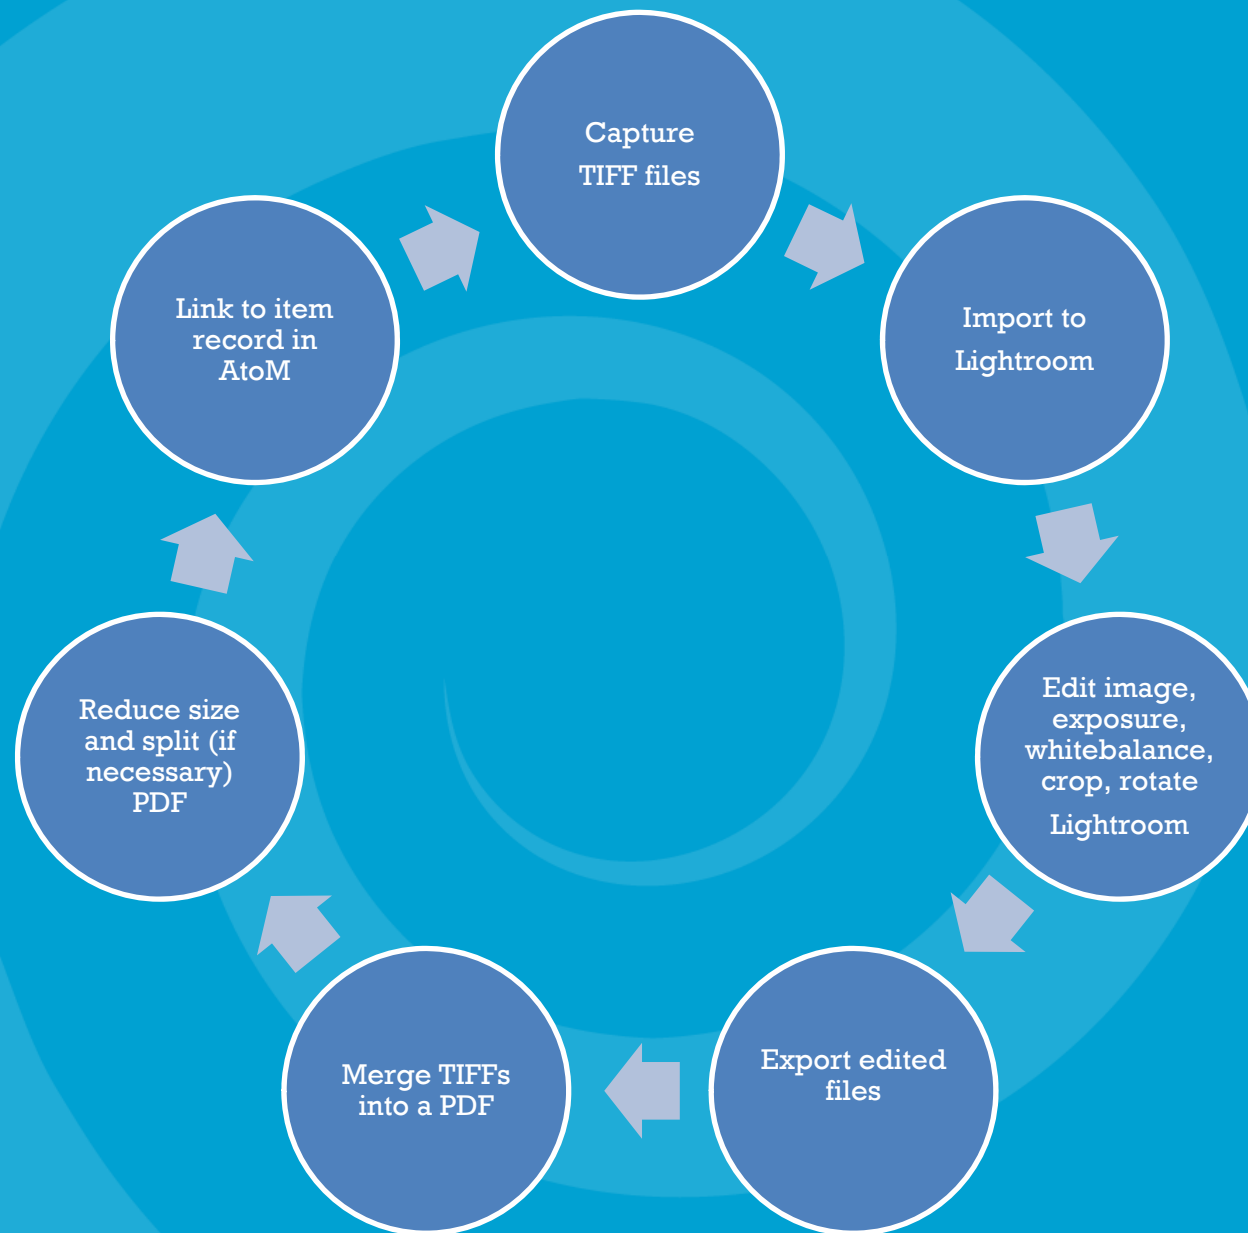 Capture
TIFF files
Import to
Lightroom
Edit image,
exposure,
whitebalance,
crop, rotate
Lightroom
Export edited
files
Merge TIFFs
into a PDF
Reduce size
and split (if
necessary)
PDF
Link to item
record in
AtoM